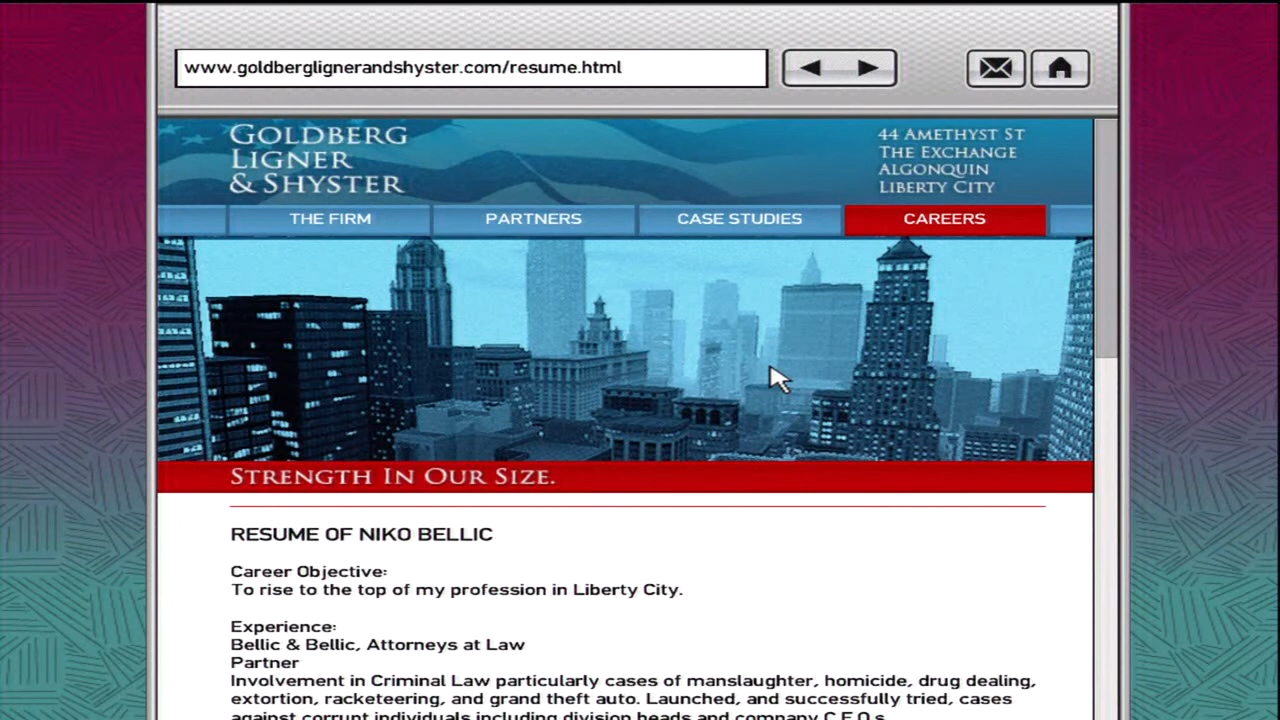 www.goldberglignerandshyster.com/resume.html
GOLDBERG
LIGNER
& SHYSTER
44 AMETHYST ST
THE EXCHANGE
ALGONQUIN
LIBERTY CITY
THE FIRM
PARTNERS
CASE STUDIES
CAREERS
STRENGTH IN OUR SIZE.
RESUME OF NIKO BELLIC
Career Objective:
To rise to the top of my profession in Liberty City.
Experience:
Bellic & Bellic, Attorneys at Law
Partner
Involvement in Criminal Law particularly cases of manslaughter, homicide, drug dealing,
extortion, racketeering, and grand theft auto. Launched, and successfully tried, cases
against corrupt individuals including division heads and company C.E.O.s